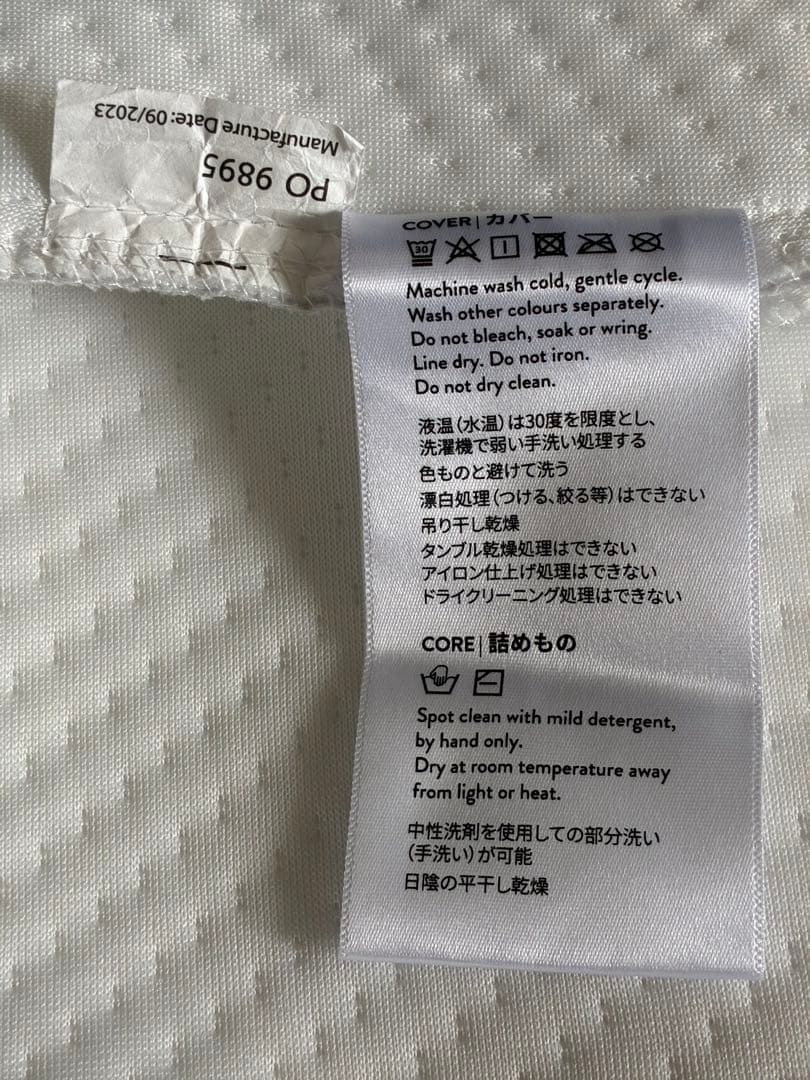 Manufacture Date: 09/2023
PO 9895
COVER | カバー
30
Machine wash cold, gentle cycle.
Wash other colours separately.
Do not bleach, soak or wring.
Line dry. Do not iron.
Do not dry clean.
液温（水温）は30度を限度とし、
洗濯機で弱い手洗い処理する
色ものと避けて洗う
漂白処理（つける、絞る等）はできない
吊り干し乾燥
タンブル乾燥処理はできない
アイロン仕上げ処理はできない
ドライクリーニング処理はできない
CORE | 詰めもの
Spot clean with mild detergent,
by hand only.
Dry at room temperature away
from light or heat.
中性洗剤を使用しての部分洗い
（手洗い）が可能
日陰の平干し乾燥